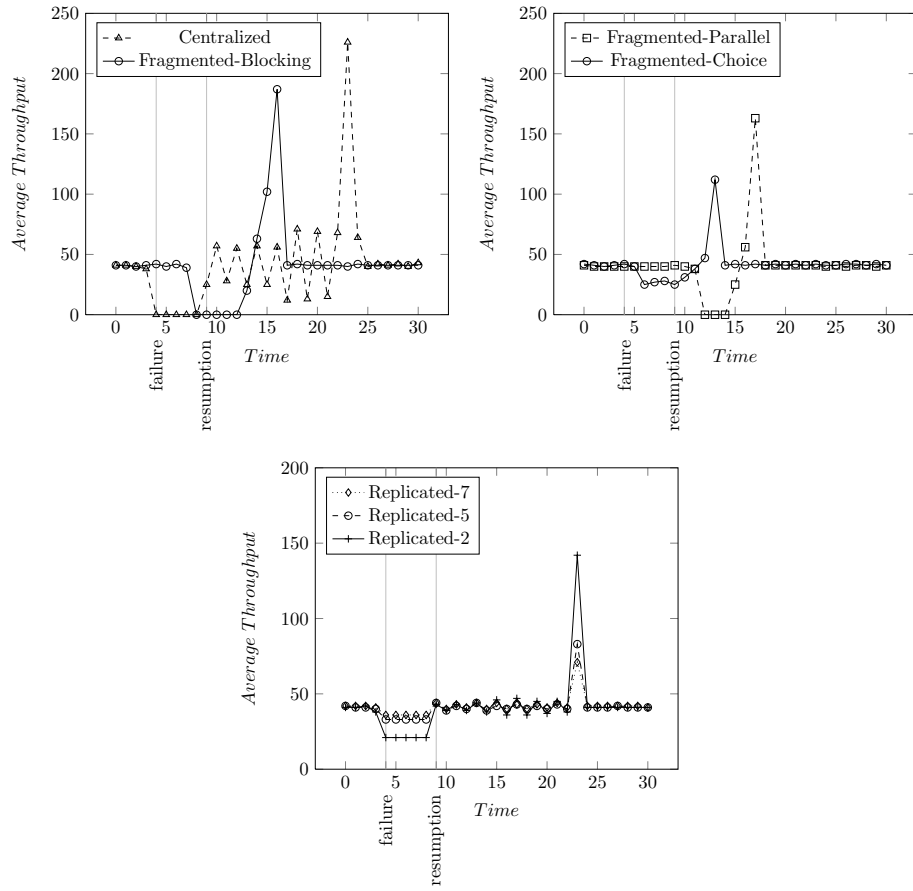 250
200
150
100
50
0
Average Throughput
Centralized
Fragmented-Blocking
0 5 10 15 20 25 30
failure
resumption
Time
250
200
150
100
50
0
Average Throughput
Fragmented-Parallel
Fragmented-Choice
0 5 10 15 20 25 30
failure
resumption
Time
200
150
100
50
0
Average Throughput
Replicated-7
Replicated-5
Replicated-2
0 5 10 15 20 25 30
failure
resumption
Time